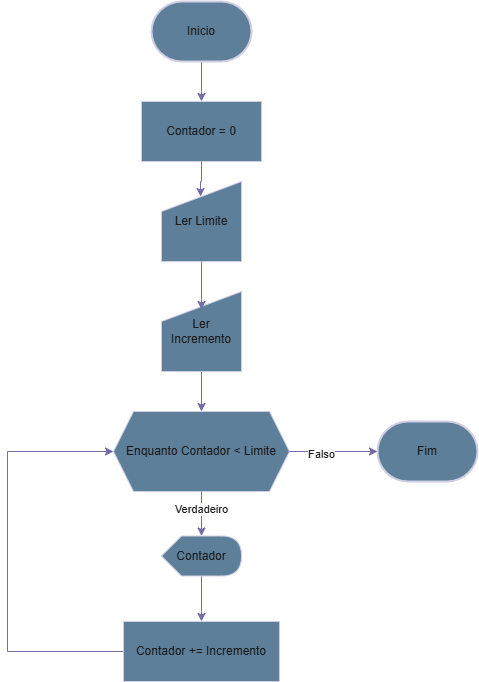 Inicio
Contador = 0
Ler Limite
Ler
Incremento
Enquanto Contador < Limite
Falso
Fim
Verdadeiro
Contador
Contador += Incremento